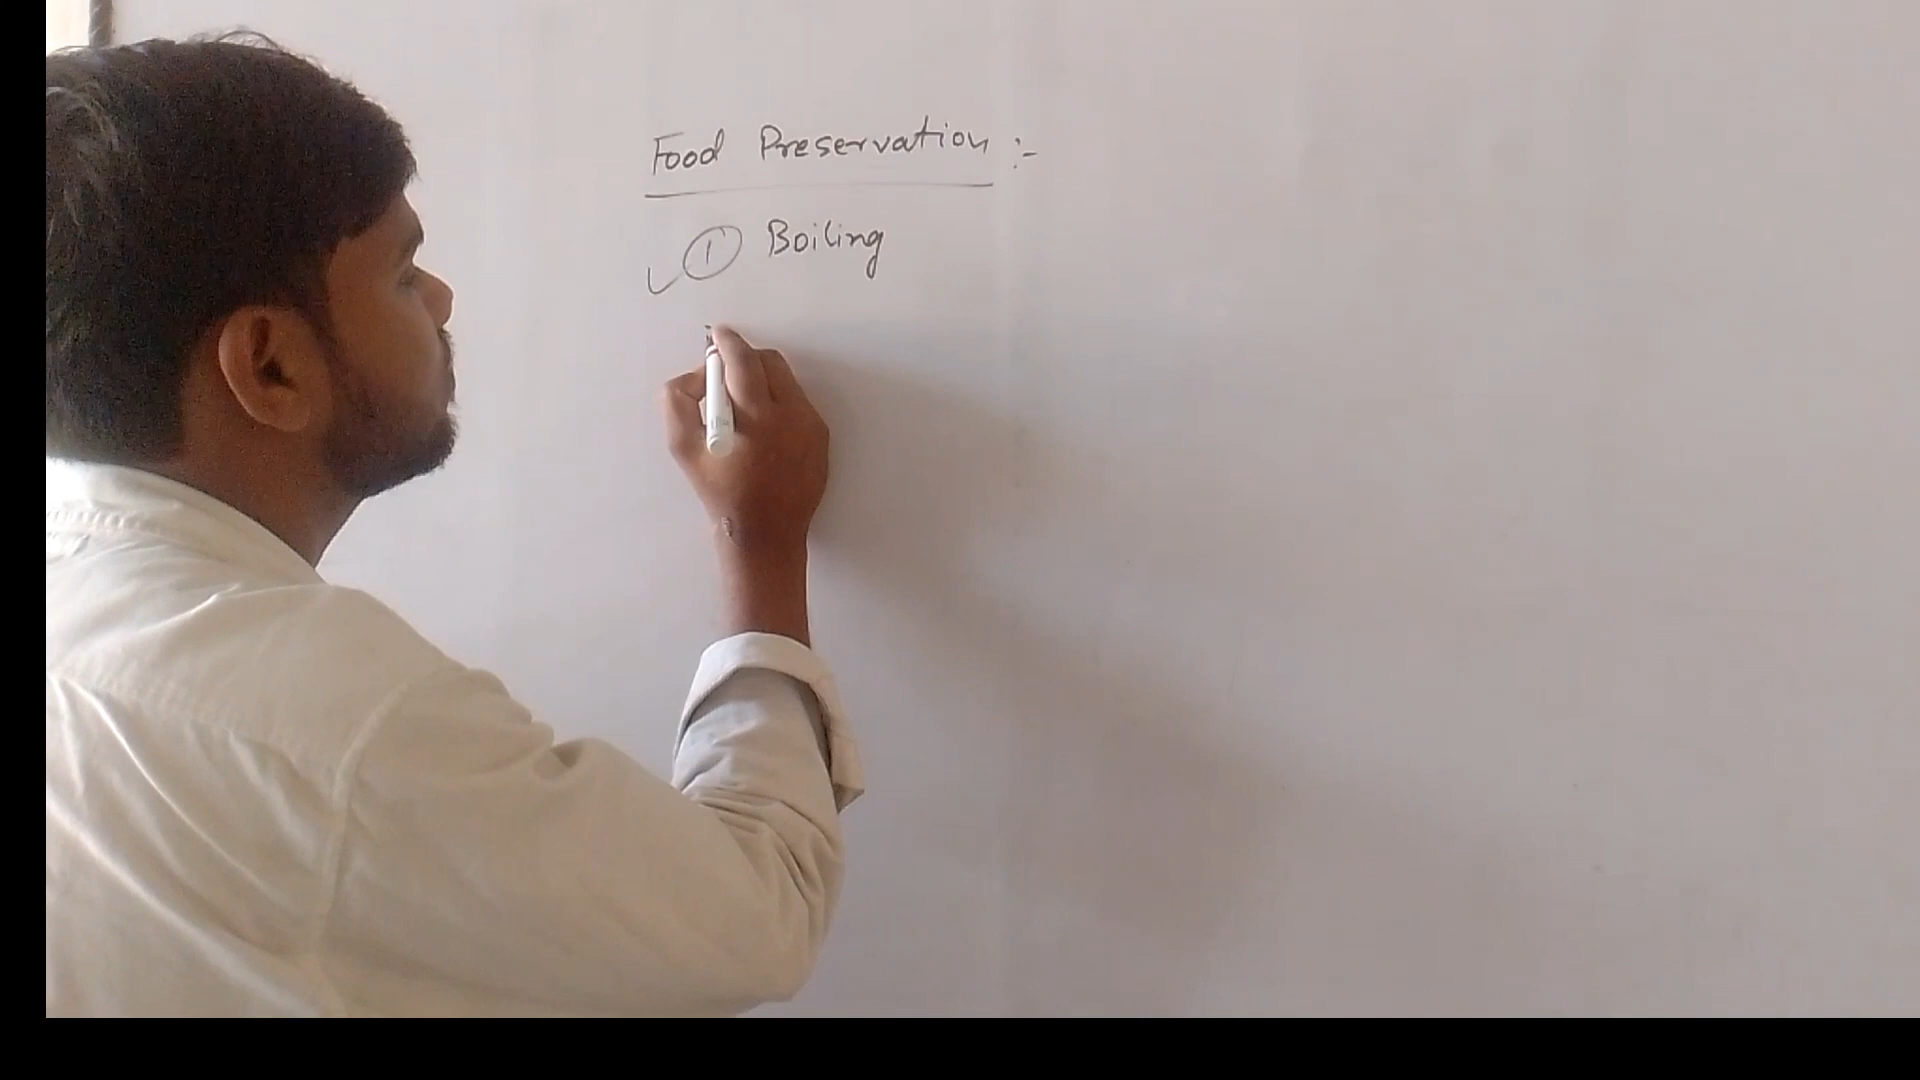 Food Preservation :-
① Boiling